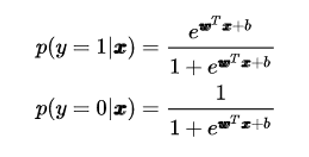 p(y = 1|x) = e^{w^T x+b} / (1 + e^{w^T x+b})
p(y = 0|x) = 1 / (1 + e^{w^T x+b})